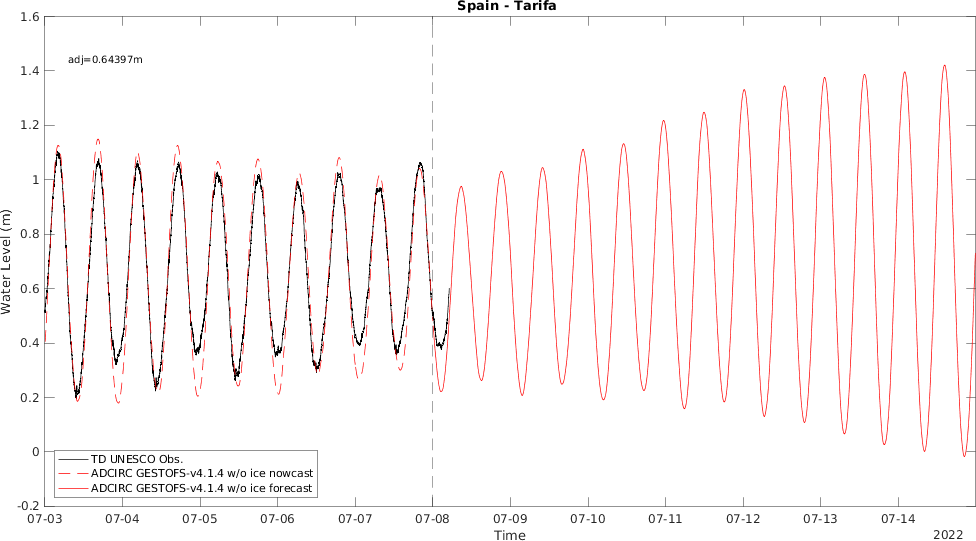 Spain - Tarifa
adj=0.64397m
1.6
1.4
1.2
1
0.8
0.6
0.4
0.2
0
-0.2
Water Level (m)
TD UNESCO Obs.
ADCIRC GESTOFS-v4.1.4 w/o ice nowcast
ADCIRC GESTOFS-v4.1.4 w/o ice forecast
07-03 07-04 07-05 07-06 07-07 07-08 07-09 07-10 07-11 07-12 07-13 07-14
Time
2022